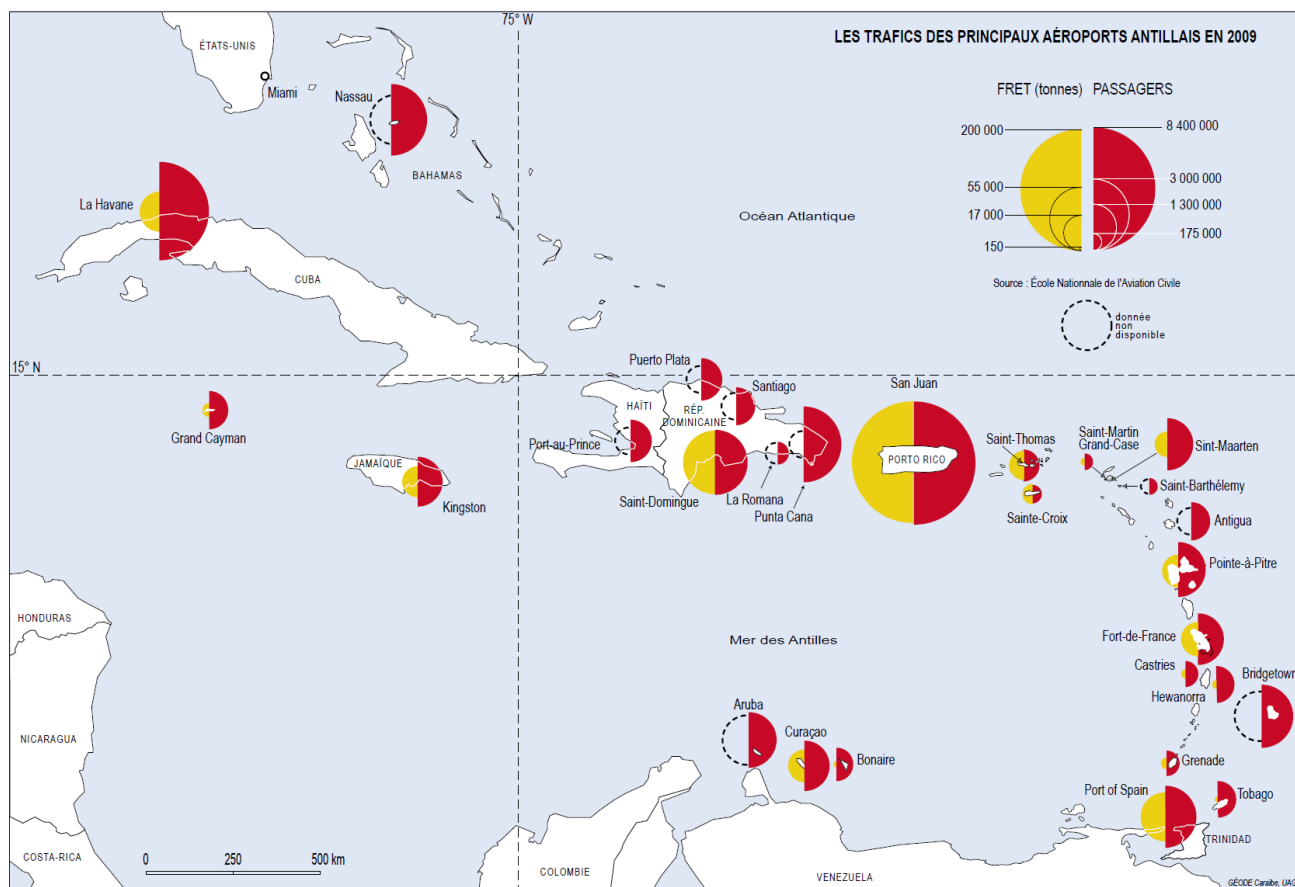 75° W
LES TRAFICS DES PRINCIPAUX AÉROPORTS ANTILLAIS EN 2009
ÉTATS-UNIS
Miami
Nassau
BAHAMAS
FRET (tonnes) PASSAGERS
200 000
8 400 000
55 000
3 000 000
17 000
1 300 000
150
175 000
Source : École Nationale de l'Aviation Civile
donnée
non
disponible
La Havane
CUBA
Océan Atlantique
15° N
Grand Cayman
JAMAÏQUE
Kingston
Puerto Plata
Santiago
HAÏTI
RÉP.
DOMINICAINE
Port-au-Prince
Saint-Domingue
La Romana
Punta Cana
San Juan
PORTO RICO
Saint-Thomas
Sainte-Croix
Saint-Martin
Grand-Case
Sint-Maarten
Saint-Barthélemy
Antigua
Pointe-à-Pitre
Fort-de-France
Castries
Hewanorra
Bridgetown
Grenade
Tobago
Port of Spain
TRINIDAD
Mer des Antilles
Aruba
Curaçao
Bonaire
HONDURAS
NICARAGUA
COSTA-RICA
0 250 500 km
COLOMBIE
VENEZUELA
GÉODE Caraïbe, UAG